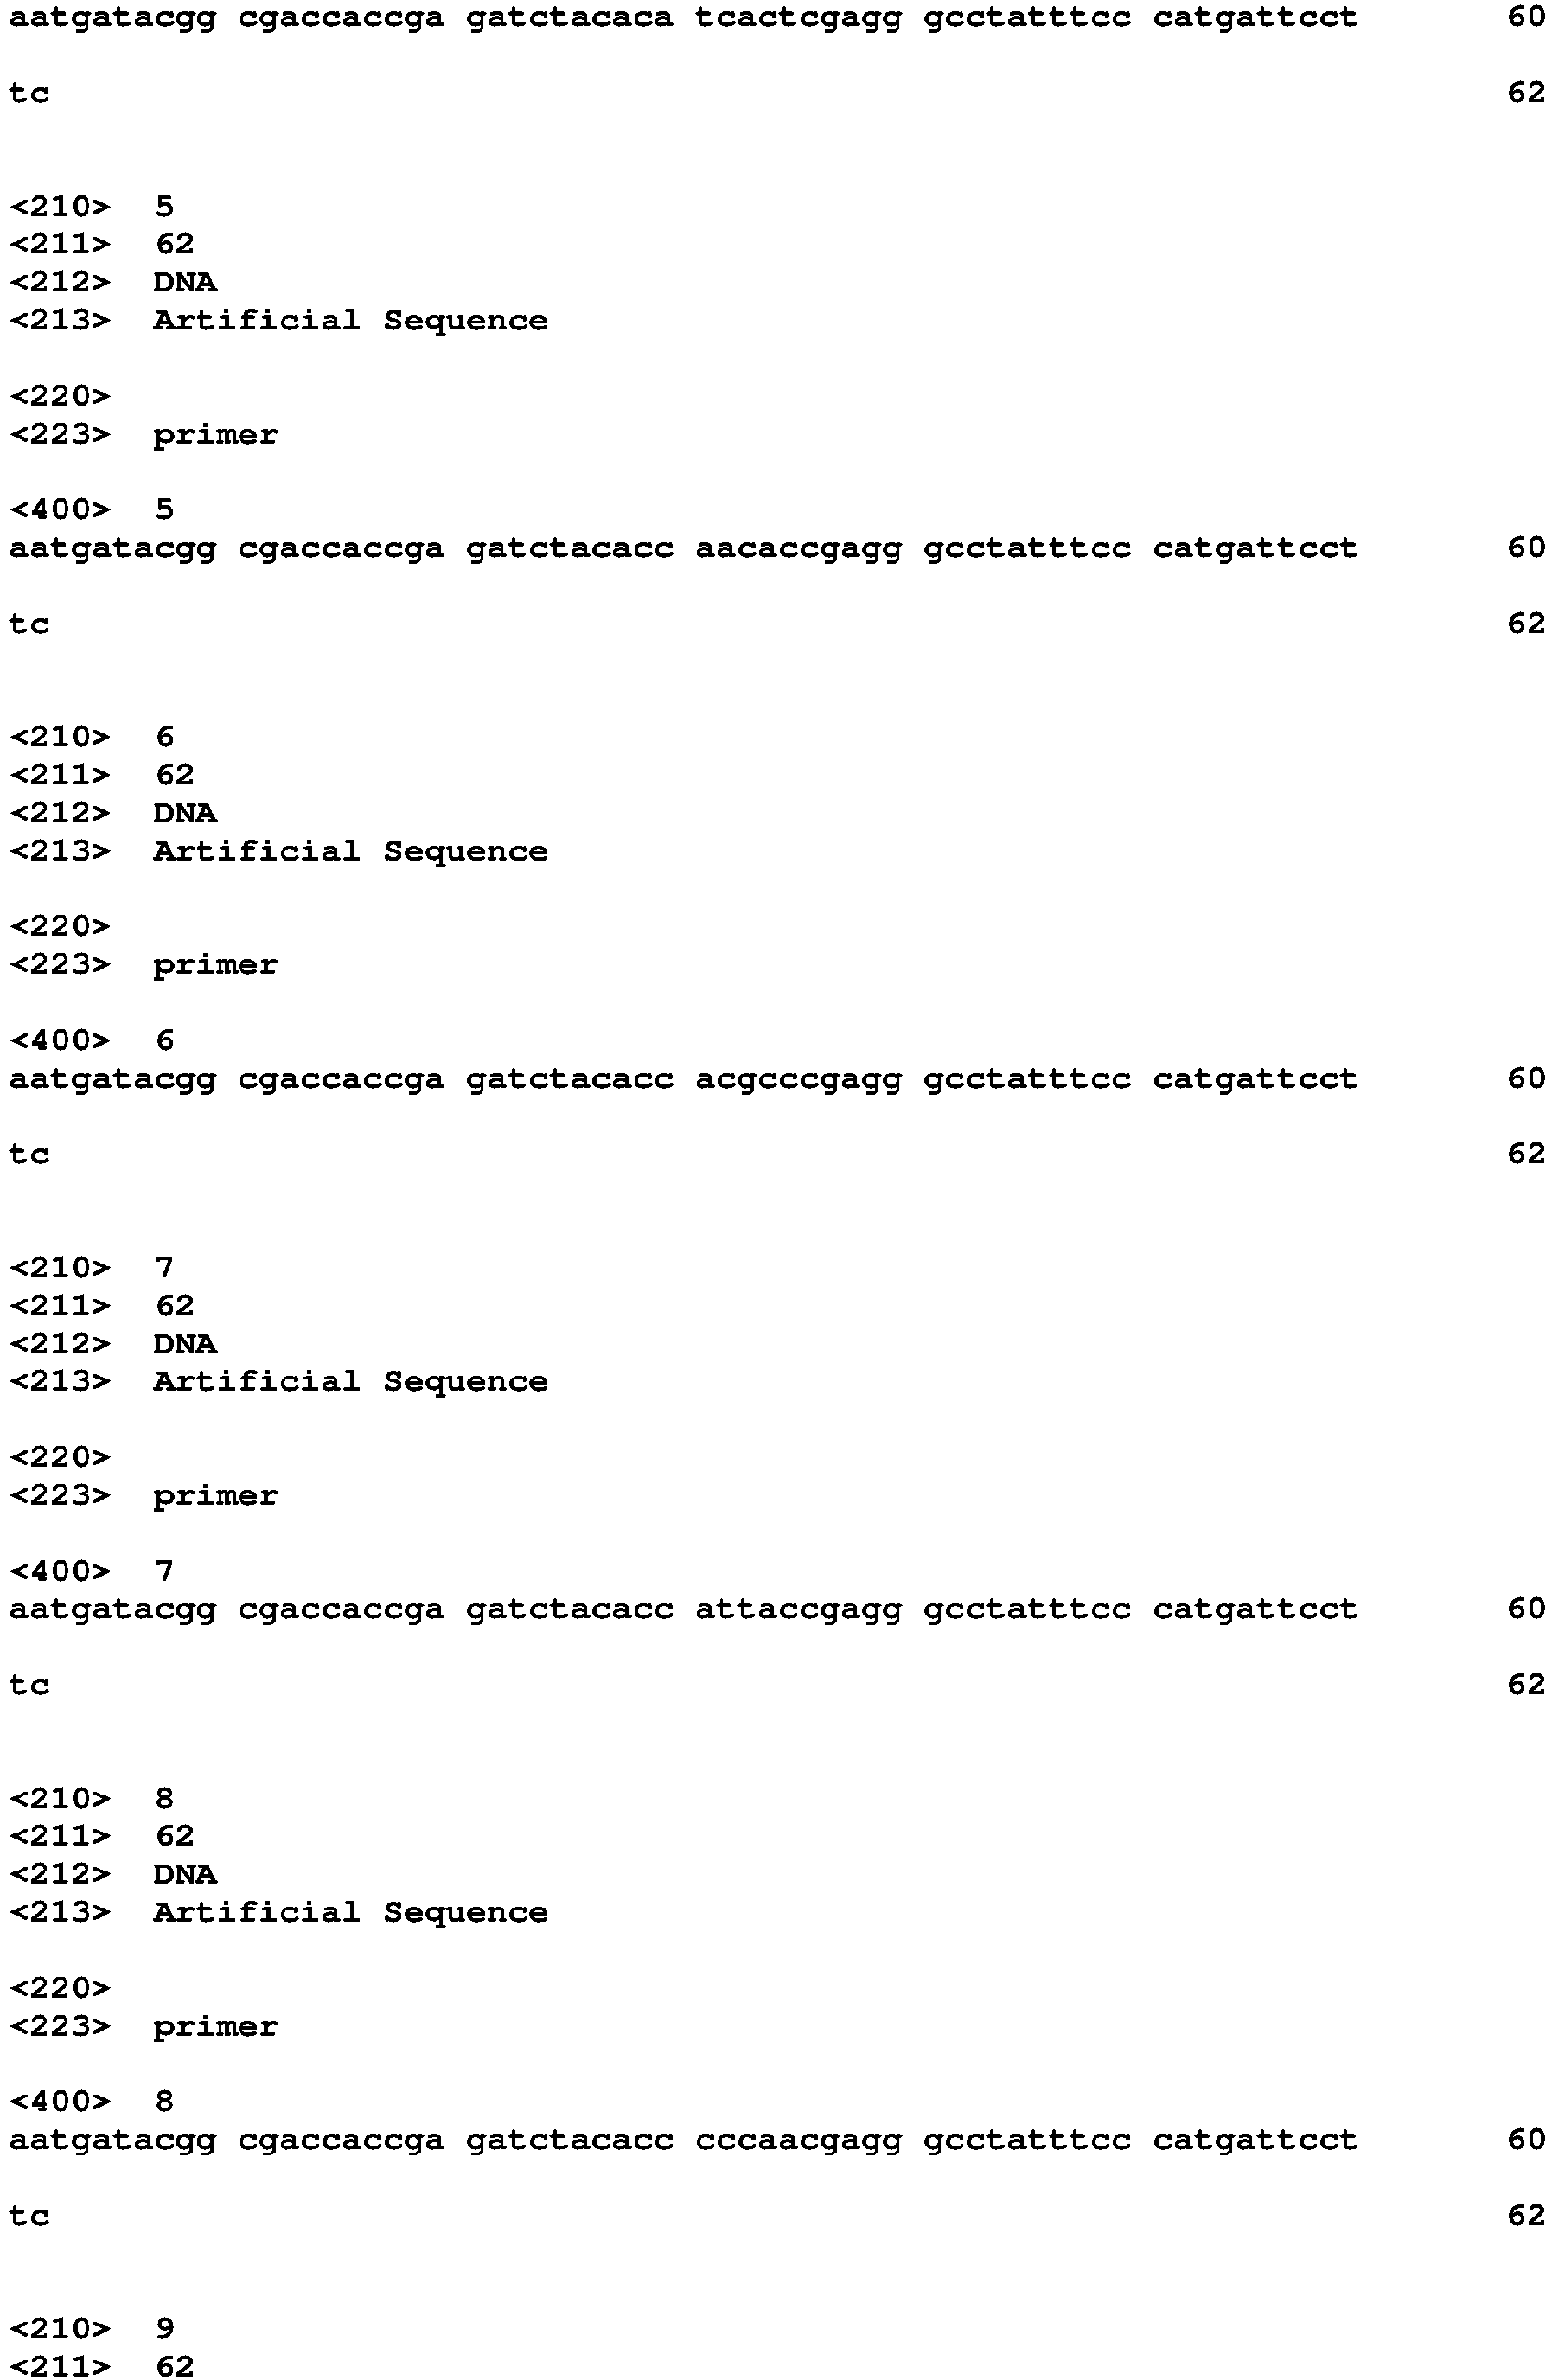 aatgatacgg cgaccaccga gatctacaca tcactcgagg gcctatttcc catgattcct 60
tc 62
<210> 5
<211> 62
<212> DNA
<213> Artificial Sequence
<220>
<223> primer
<400> 5
aatgatacgg cgaccaccga gatctacacc aacaccgagg gcctatttcc catgattcct 60
tc 62
<210> 6
<211> 62
<212> DNA
<213> Artificial Sequence
<220>
<223> primer
<400> 6
aatgatacgg cgaccaccga gatctacacc acgcccgagg gcctatttcc catgattcct 60
tc 62
<210> 7
<211> 62
<212> DNA
<213> Artificial Sequence
<220>
<223> primer
<400> 7
aatgatacgg cgaccaccga gatctacacc attaccgagg gcctatttcc catgattcct 60
tc 62
<210> 8
<211> 62
<212> DNA
<213> Artificial Sequence
<220>
<223> primer
<400> 8
aatgatacgg cgaccaccga gatctacacc cccaacgagg gcctatttcc catgattcct 60
tc 62
<210> 9
<211> 62